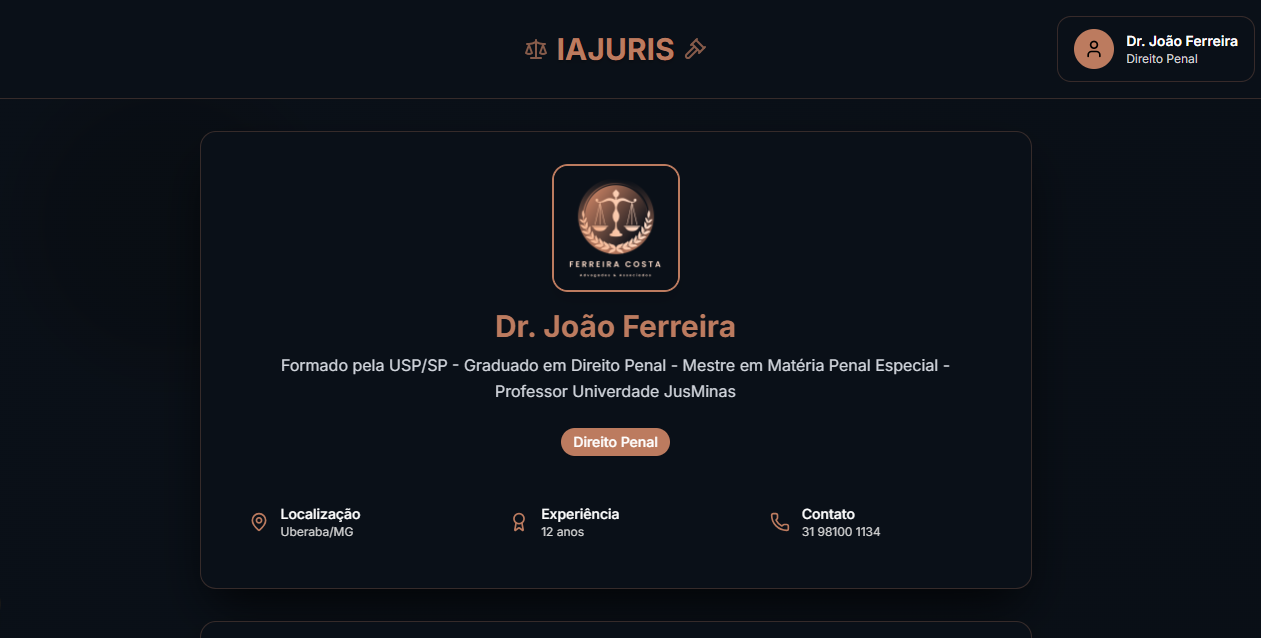 IAJURIS
Dr. João Ferreira
Direito Penal
FERREIRA COSTA
Advogados e Associados
Dr. João Ferreira
Formado pela USP/SP - Graduado em Direito Penal - Mestre em Matéria Penal Especial -
Professor Univerdade JusMinas
Direito Penal
Localização
Uberaba/MG
Experiência
12 anos
Contato
31 98100 1134